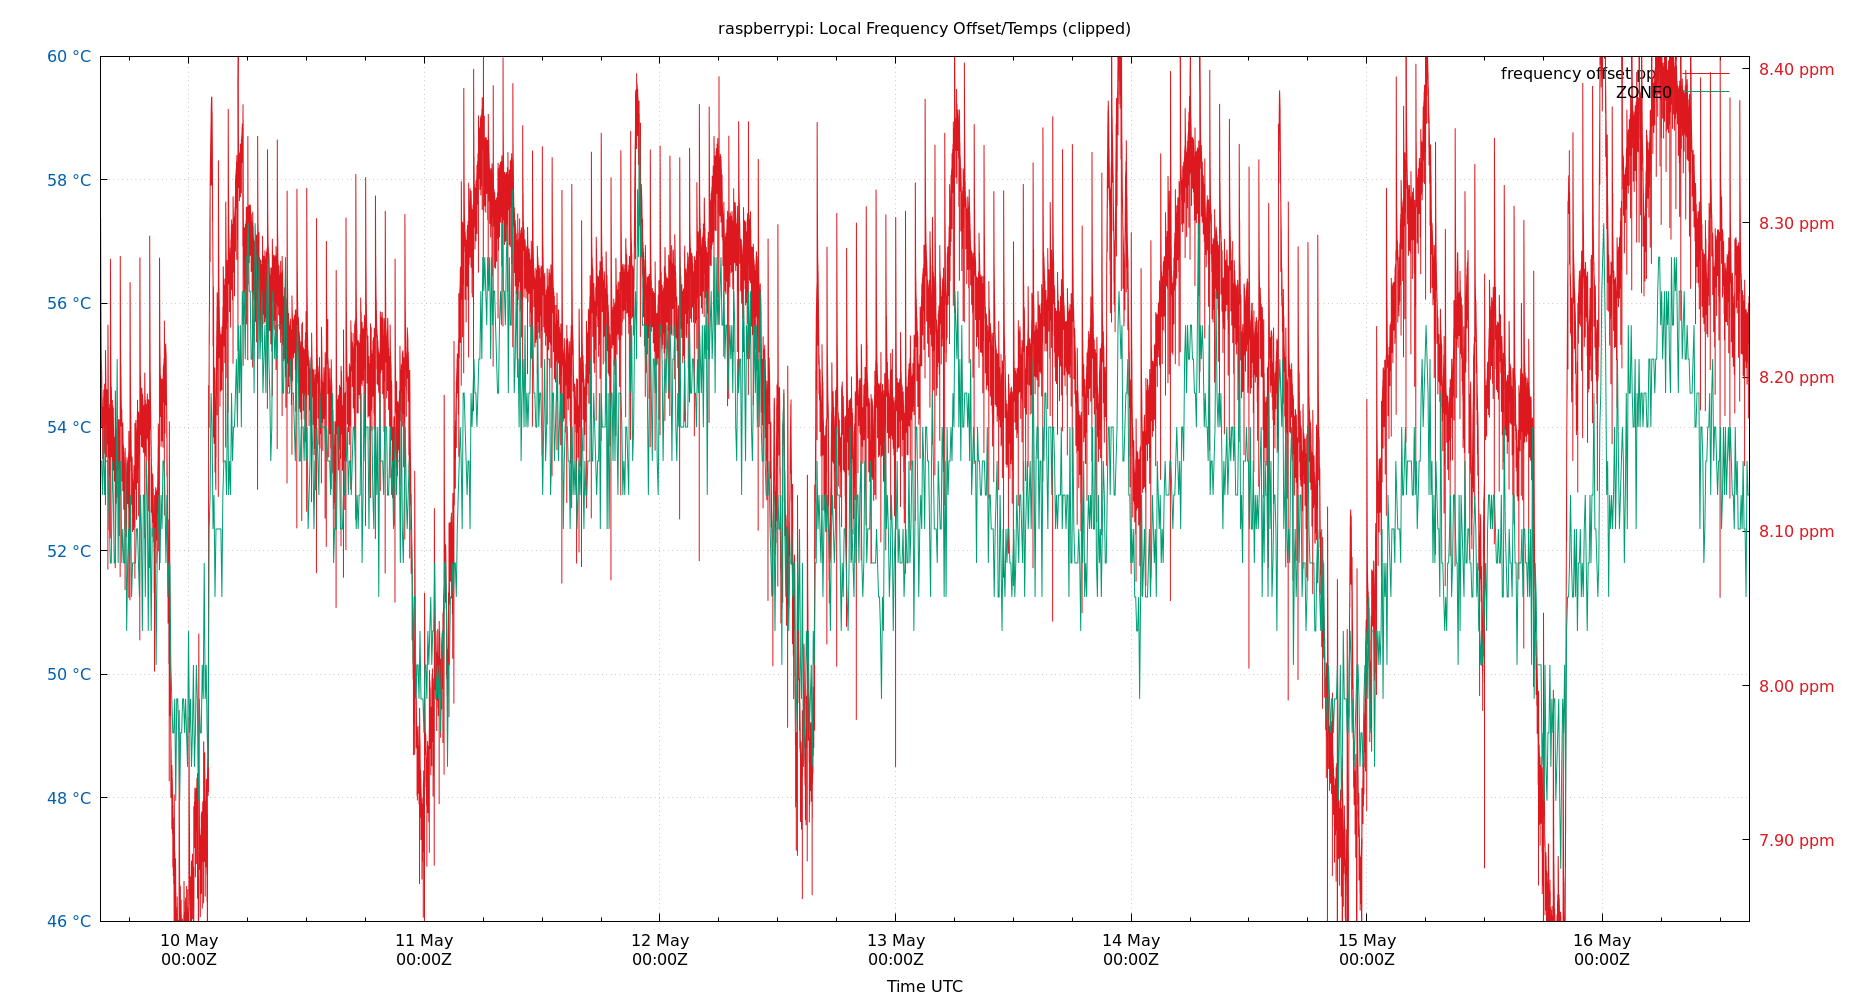 raspberrypi: Local Frequency Offset/Temps (clipped)
60 °C
58 °C
56 °C
54 °C
52 °C
50 °C
48 °C
46 °C
frequency offset pp
ZONE0
8.40 ppm
8.30 ppm
8.20 ppm
8.10 ppm
8.00 ppm
7.90 ppm
10 May 11 May 12 May 13 May 14 May 15 May 16 May
00:00Z 00:00Z 00:00Z 00:00Z 00:00Z 00:00Z 00:00Z
Time UTC